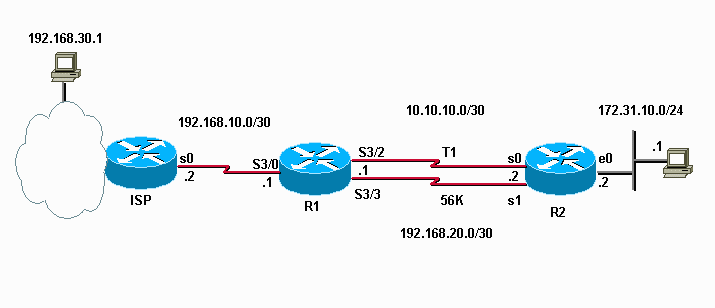 192.168.30.1
192.168.10.0/30
10.10.10.0/30
172.31.10.0/24
s0
.2
ISP
S3/0
.1
R1
S3/2
.1
S3/3
T1
56K
192.168.20.0/30
s0
.2
s1
R2
e0
.2
.1